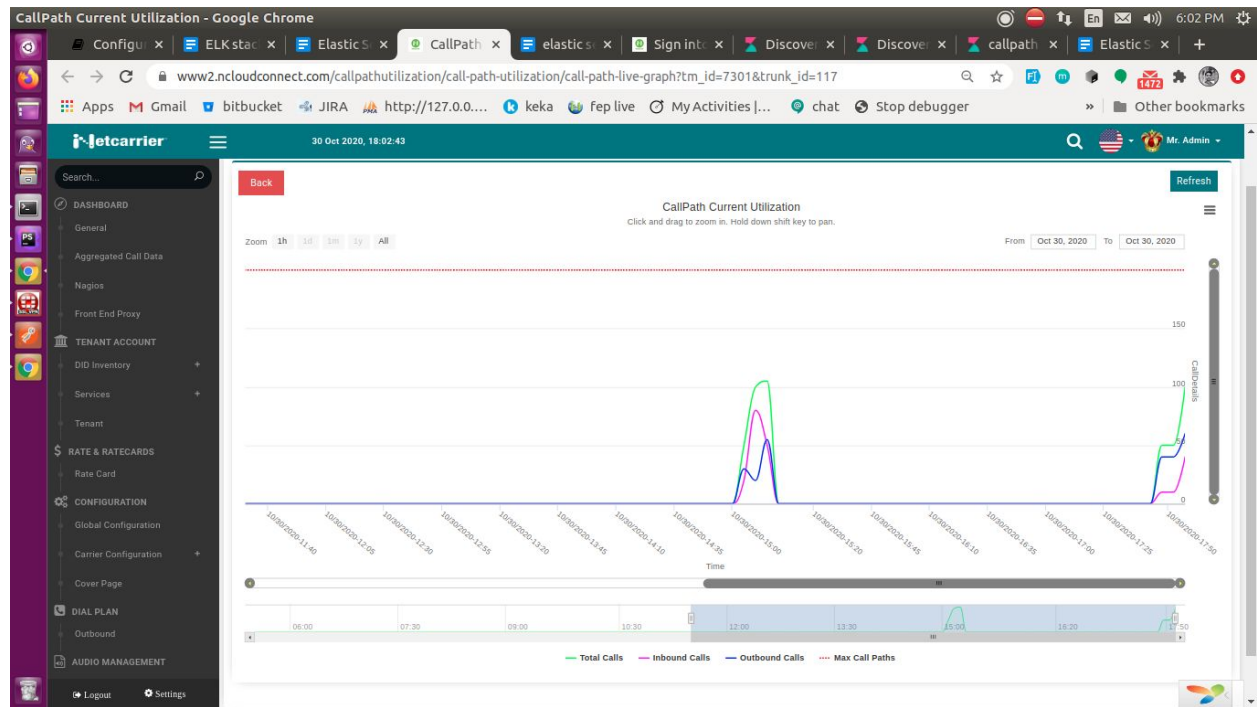 CallPath Current Utilization - Google Chrome
En 6:02 PM
Configur × ELK stac × Elastic S × CallPath × elastic s × Sign int × Discover × Discover × callpath × Elastic S × +
www2.ncloudconnect.com/callpathutilization/call-path-utilization/call-path-live-graph?tm_id=7301&trunk_id=117
1472
Apps Gmail bitbucket JIRA http://127.0.0.... keka fep live My Activities |... chat Stop debugger » Other bookmarks
netcarrier 30 Oct 2020, 18:02:43 Mr. Admin
Search...
DASHBOARD
General
Aggregated Call Data
Nagios
Front End Proxy
TENANT ACCOUNT
DID Inventory +
Services +
Tenant
$ RATE & RATECARDS
Rate Card
CONFIGURATION
Global Configuration
Carrier Configuration +
Cover Page
DIAL PLAN
Outbound
AUDIO MANAGEMENT
Logout Settings
Back Refresh
CallPath Current Utilization
Click and drag to zoom in. Hold down shift key to pan.
Zoom 1h 1d 1m 1y All From Oct 30, 2020 To Oct 30, 2020
150
100
50
0
CallDetails
10/30/2020-11:40 10/30/2020-12:05 10/30/2020-12:30 10/30/2020-12:55 10/30/2020-13:20 10/30/2020-13:45 10/30/2020-14:10 10/30/2020-14:35 10/30/2020-15:00 10/30/2020-15:20 10/30/2020-15:45 10/30/2020-16:10 10/30/2020-16:35 10/30/2020-17:00 10/30/2020-17:25 10/30/2020-17:50
Time
06:00 07:30 09:00 10:30 12:00 13:30 15:00 16:20 17:50
Total Calls Inbound Calls Outbound Calls Max Call Paths